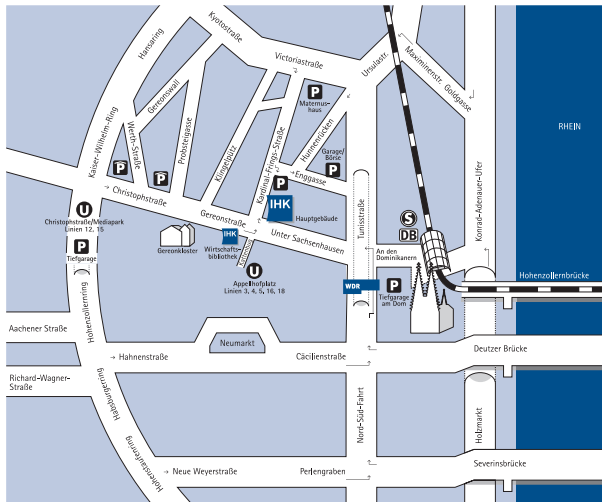 Kyotostraße
Hansaring
Victoriastraße
Ursulastr.
Maximinenstr.
Goldgasse
Gereonswall
P
Maternus-
haus
RHEIN
Kaiser-Wilhelm-Ring
Werth-Straße
Probsteigasse
Klingelpütz
Kardinal-Frings-Straße
Hunnenrücken
Garage/
Börse
P
Konrad-Adenauer-Ufer
P
P
Enggasse
P
Christophstraße
IHK
Hauptgebäude
U
Christophstraße/Mediapark
Linien 12, 15
P
Tiefgarage
Gereonstraße
IHK
Wirtschafts-
bibliothek
Gereonkloster
Unter Sachsenhausen
Tunisstraße
S
DB
An den
Dominikanern
Hohenzollernbrücke
U
Appelhofplatz
Linien 3, 4, 5, 16, 18
WDR
P
Tiefgarage
am Dom
Hohenzollernring
Aachener Straße
Hahnenstraße
Neumarkt
Cäcilienstraße
Deutzer Brücke
Richard-Wagner-
Straße
Habsburgerring
Nord-Süd-Fahrt
Holzmarkt
Hohenstaufenring
Neue Weyerstraße
Perlengraben
Severinsbrücke